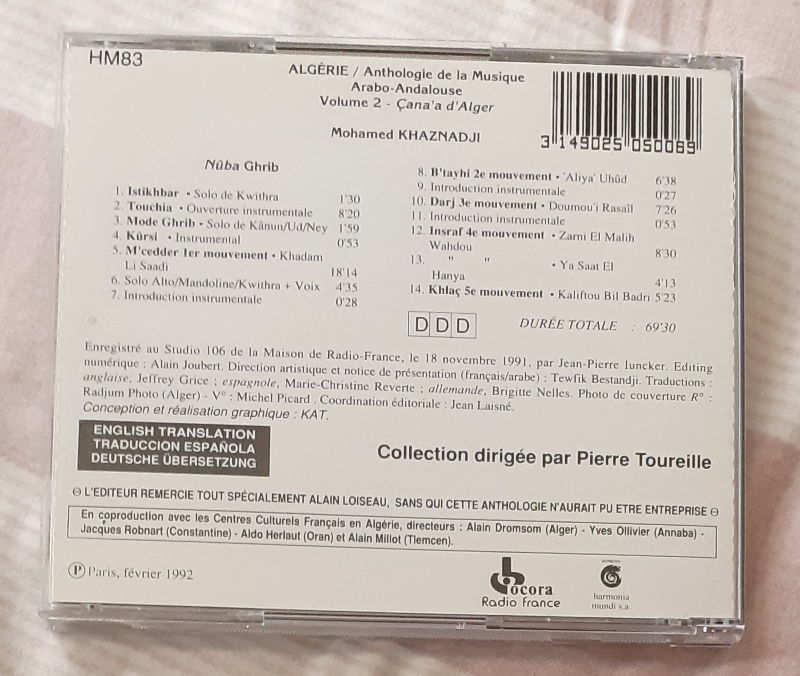 HM83
ALGÉRIE / Anthologie de la Musique
Arabo-Andalouse
Volume 2 - Çana'a d'Alger
Mohamed KHAZNADJI
3 149025 050069
Nûba Ghrib
1. Istikhbar • Solo de Kwithra 1'30
2. Touchia • Ouverture instrumentale 8'20
3. Mode Ghrib • Solo de Kânun/Ud/Ney 1'59
4. Kûrsi • Instrumental 0'53
5. M'cedder 1er mouvement • Khadam
Li Saadi 18'14
6. Solo Alto/Mandoline/Kwithra + Voix 4'35
7. Introduction instrumentale 0'28
8. B'tayhi 2e mouvement • 'Aliya' Uhûd 6'38
9. Introduction instrumentale 0'27
10. Darj 3e mouvement • Doumou'i Rasaïl 7'26
11. Introduction instrumentale 0'53
12. Insraf 4e mouvement • Zarni El Malih
Wahdou 8'30
13. " " • Ya Saat El
Hanya 4'13
14. Khlaç 5e mouvement • Kaliftou Bil Badri 5'23
DDD
DURÉE TOTALE : 69'30
Enregistré au Studio 106 de la Maison de Radio-France, le 18 novembre 1991, par Jean-Pierre Iuncker. Editing
numérique : Alain Joubert. Direction artistique et notice de présentation (français/arabe) : Tewfik Bestandji. Traductions :
anglaise, Jeffrey Grice ; espagnole, Marie-Christine Reverte ; allemande, Brigitte Nelles. Photo de couverture R° :
Radjum Photo (Alger) - V° : Michel Picard . Coordination éditoriale : Jean Laisné.
Conception et réalisation graphique : KAT.
ENGLISH TRANSLATION
TRADUCCION ESPAÑOLA
DEUTSCHE ÜBERSETZUNG
Collection dirigée par Pierre Toureille
L'EDITEUR REMERCIE TOUT SPÉCIALEMENT ALAIN LOISEAU, SANS QUI CETTE ANTHOLOGIE N'AURAIT PU ETRE ENTREPRISE
En coproduction avec les Centres Culturels Français en Algérie, directeurs : Alain Dromsom (Alger) - Yves Ollivier (Annaba) -
Jacques Robnart (Constantine) - Aldo Herlaut (Oran) et Alain Millot (Tlemcen).
℗ Paris, février 1992
ocora
Radio france
harmonia
mundi s.a.